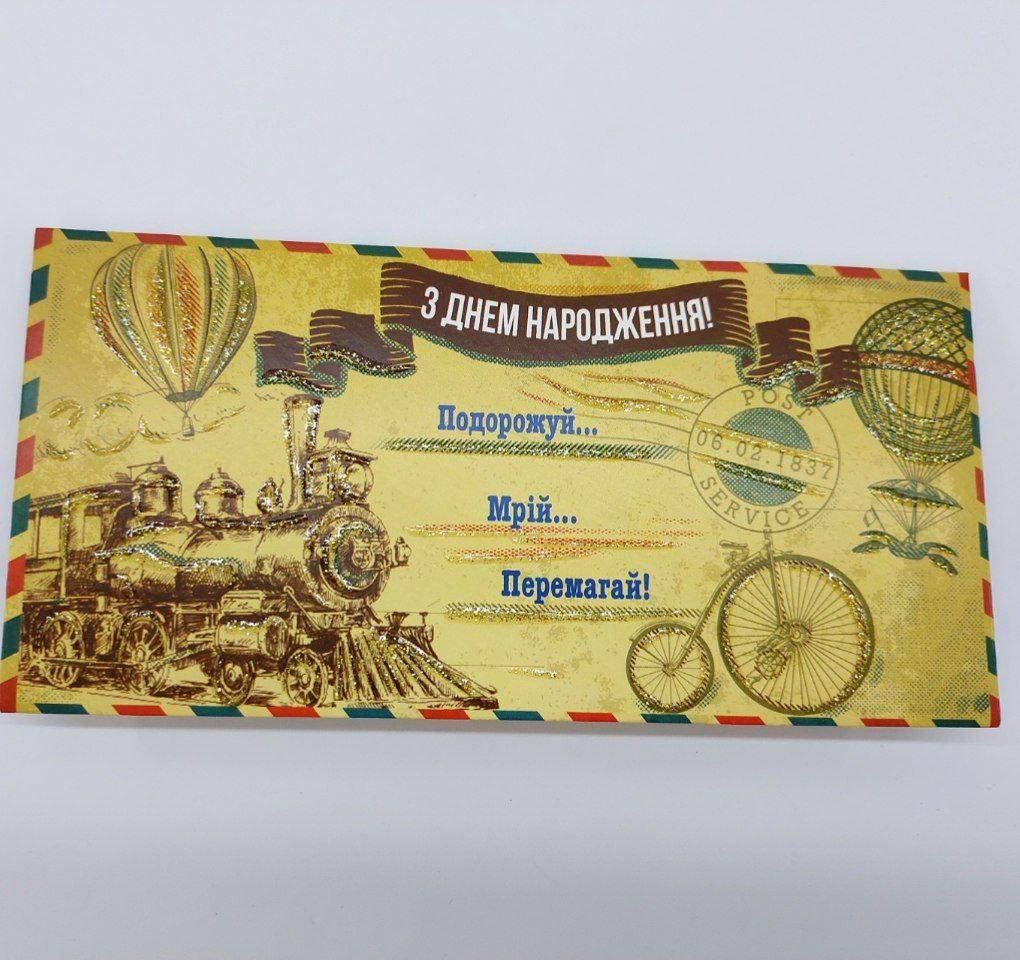 З ДНЕМ НАРОДЖЕННЯ!
Подорожуй...
POST
06.02.1837
SERVICE
Мрій...
Перемагай!